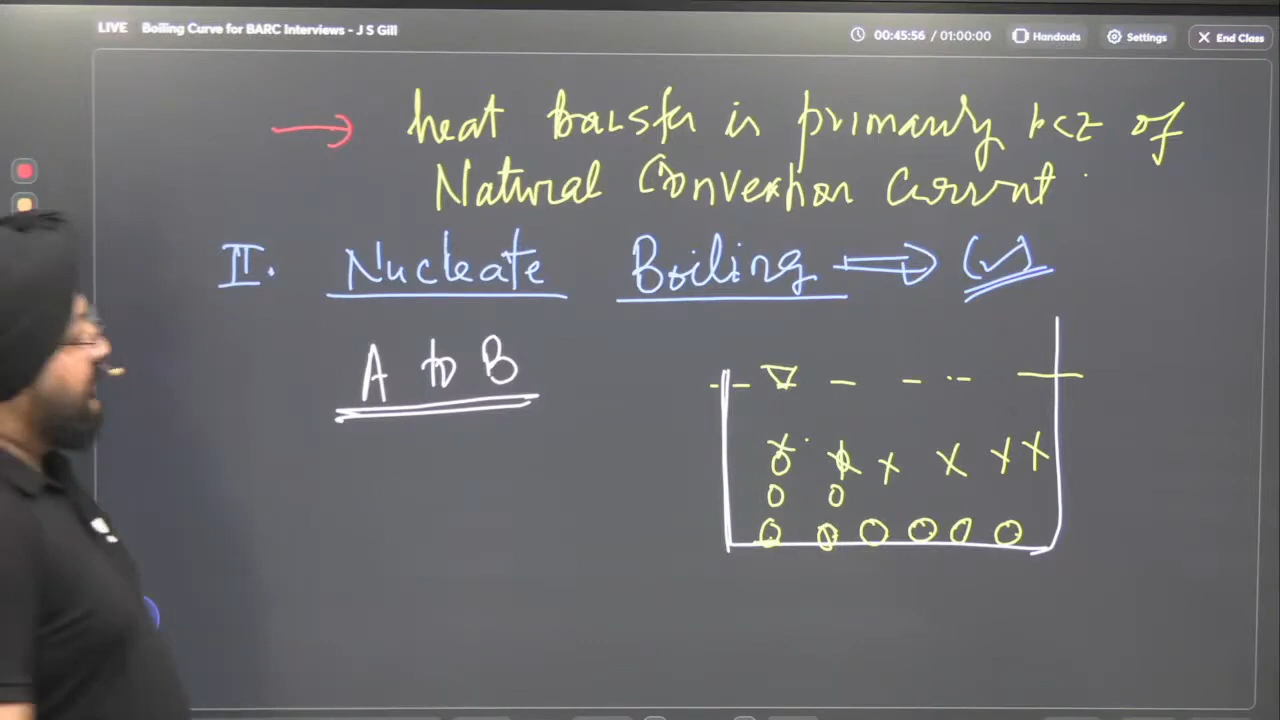 LIVE Boiling Curve for BARC Interviews - J S Gill 00:45:56 / 01:00:00 Handouts Settings End Class
→ heat transfer is primarily bcz of
Natural Convection Current.
II. Nucleate Boiling ⇒ (v)
A to B